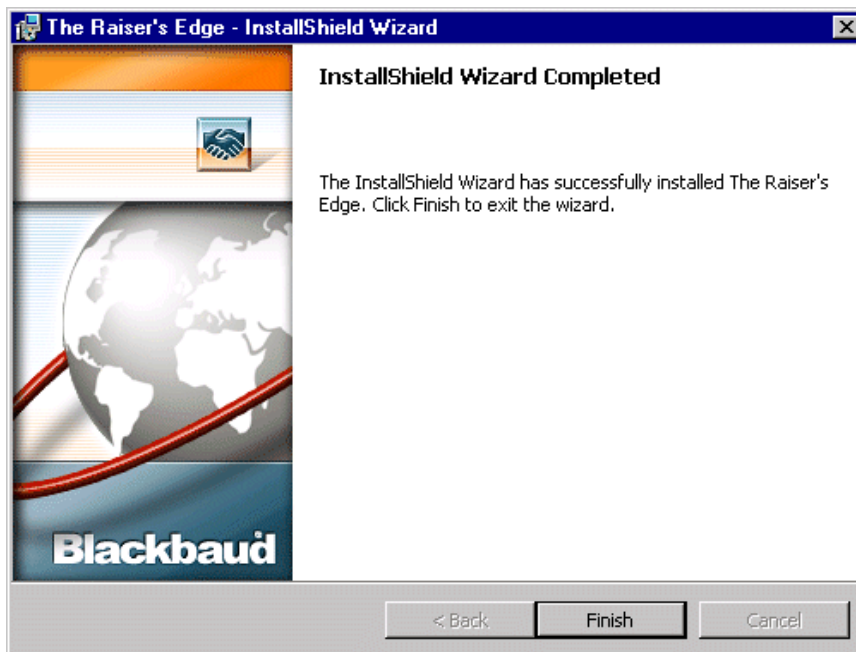 The Raiser's Edge - InstallShield Wizard
InstallShield Wizard Completed
The InstallShield Wizard has successfully installed The Raiser's
Edge. Click Finish to exit the wizard.
Blackbaud
< Back
Finish
Cancel